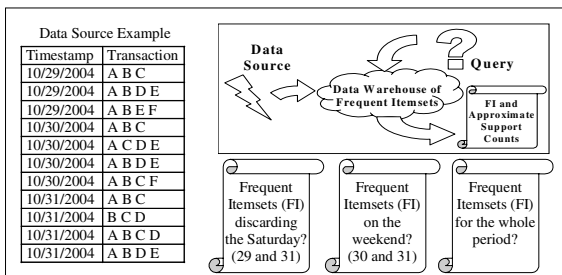 Data Source Example
Timestamp Transaction
10/29/2004 A B C
10/29/2004 A B D E
10/29/2004 A B E F
10/30/2004 A B C
10/30/2004 A C D E
10/30/2004 A B D E
10/30/2004 A B C F
10/31/2004 A B C
10/31/2004 B C D
10/31/2004 A B C D
10/31/2004 A B D E
Data
Source
?
Query
Data Warehouse of
Frequent Itemsets
FI and
Approximate
Support
Counts
Frequent
Itemsets (FI)
discarding
the Saturday?
(29 and 31)
Frequent
Itemsets (FI)
on the
weekend?
(30 and 31)
Frequent
Itemsets (FI)
for the whole
period?